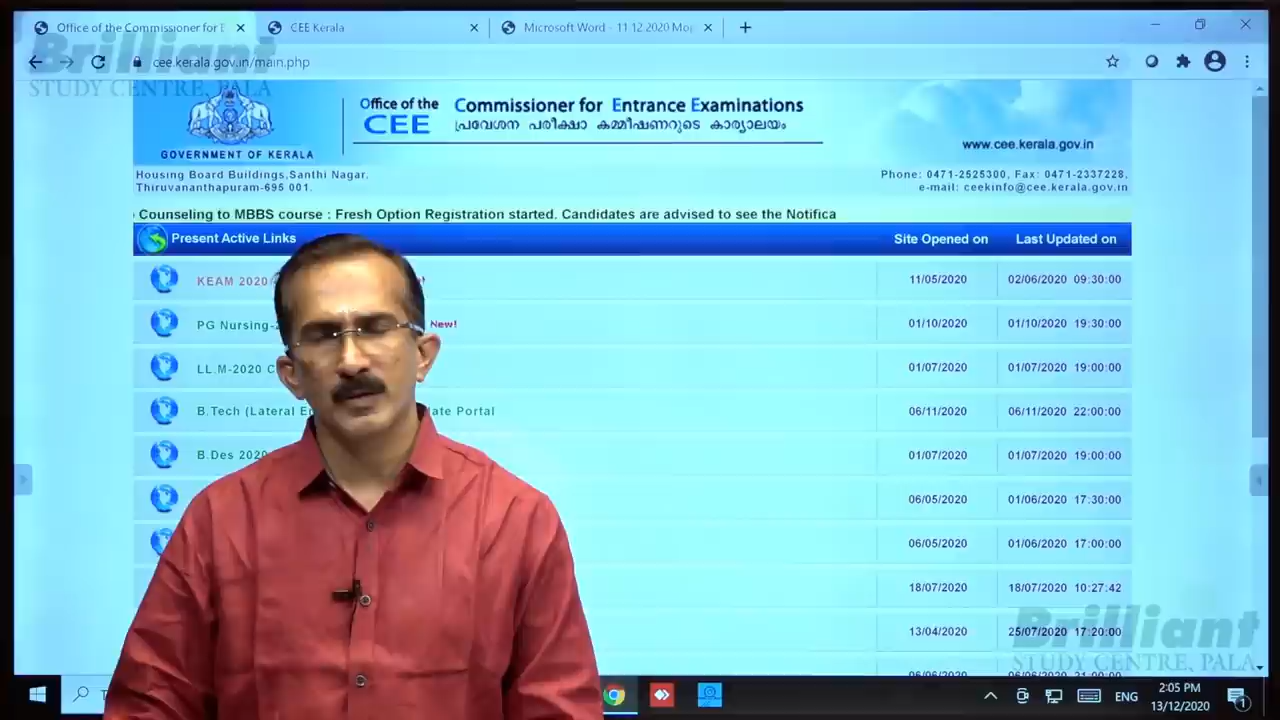 Office of the Commissioner for E
CEE Kerala
Microsoft Word - 11 12 2020 Mop
Brilliant
STUDY CENTRE, PALA
cee.kerala.gov.in/main.php
Office of the
CEE
Commissioner for Entrance Examinations
പ്രവേശന പരീക്ഷാ കമ്മീഷണറുടെ കാര്യാലയം
GOVERNMENT OF KERALA
www.cee.kerala.gov.in
Housing Board Buildings,Santhi Nagar,
Thiruvananthapuram-695 001.
Phone: 0471-2525300, Fax: 0471-2337228,
e-mail: ceekinfo@cee.kerala.gov.in
Counseling to MBBS course : Fresh Option Registration started. Candidates are advised to see the Notifica
Present Active Links Site Opened on Last Updated on
KEAM 2020 11/05/2020 02/06/2020 09:30:00
PG Nursing- New! 01/10/2020 01/10/2020 19:30:00
LL.M-2020 C 01/07/2020 01/07/2020 19:00:00
B.Tech (Lateral En late Portal 06/11/2020 06/11/2020 22:00:00
B.Des 2020 01/07/2020 01/07/2020 19:00:00
06/05/2020 01/06/2020 17:30:00
06/05/2020 01/06/2020 17:00:00
18/07/2020 18/07/2020 10:27:42
13/04/2020 25/07/2020 17:20:00
Brilliant
STUDY CENTRE, PALA
ENG
2:05 PM
13/12/2020